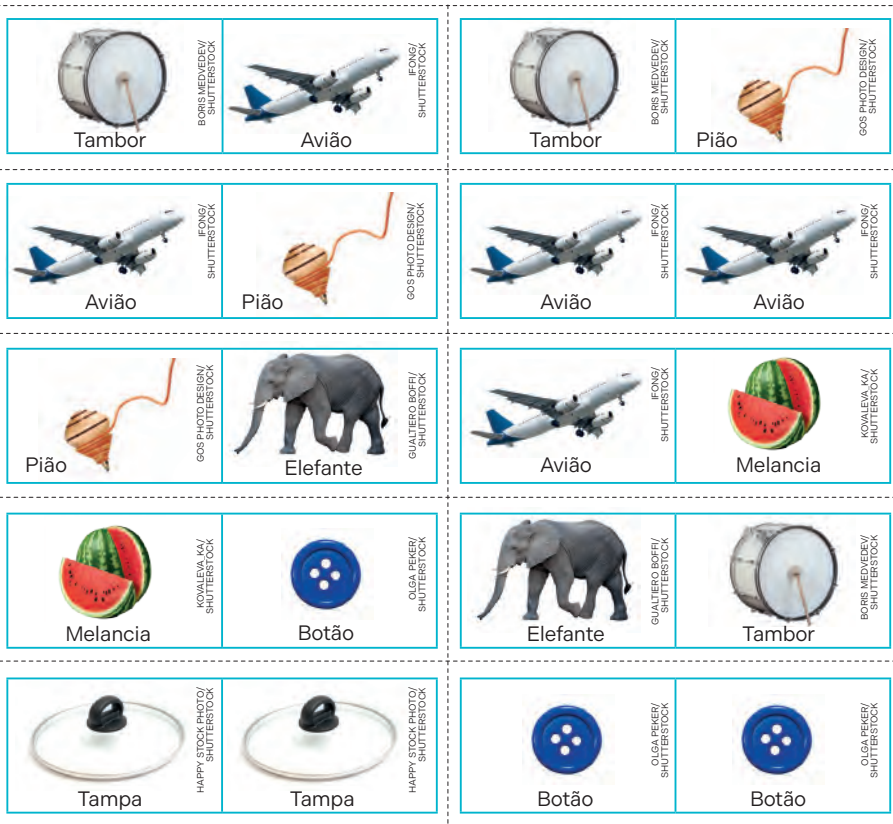 BORIS MEDVEDEV/
SHUTTERSTOCK
Tambor
IFONG/
SHUTTERSTOCK
Avião
BORIS MEDVEDEV/
SHUTTERSTOCK
Tambor
GOS PHOTO DESIGN/
SHUTTERSTOCK
Pião
IFONG/
SHUTTERSTOCK
Avião
GOS PHOTO DESIGN/
SHUTTERSTOCK
Pião
IFONG/
SHUTTERSTOCK
Avião
IFONG/
SHUTTERSTOCK
Avião
GOS PHOTO DESIGN/
SHUTTERSTOCK
Pião
GUALTIERO BOFFI/
SHUTTERSTOCK
Elefante
IFONG/
SHUTTERSTOCK
Avião
KOVALEVA_KA/
SHUTTERSTOCK
Melancia
KOVALEVA_KA/
SHUTTERSTOCK
Melancia
OLGA PEKER/
SHUTTERSTOCK
Botão
GUALTIERO BOFFI/
SHUTTERSTOCK
Elefante
BORIS MEDVEDEV/
SHUTTERSTOCK
Tambor
HAPPY STOCK PHOTO/
SHUTTERSTOCK
Tampa
HAPPY STOCK PHOTO/
SHUTTERSTOCK
Tampa
OLGA PEKER/
SHUTTERSTOCK
Botão
OLGA PEKER/
SHUTTERSTOCK
Botão